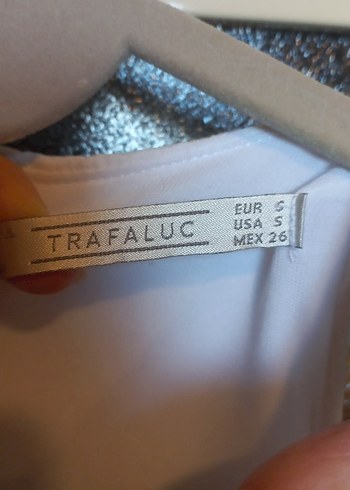 TRAFALUC
EUR S
USA S
MEX 26